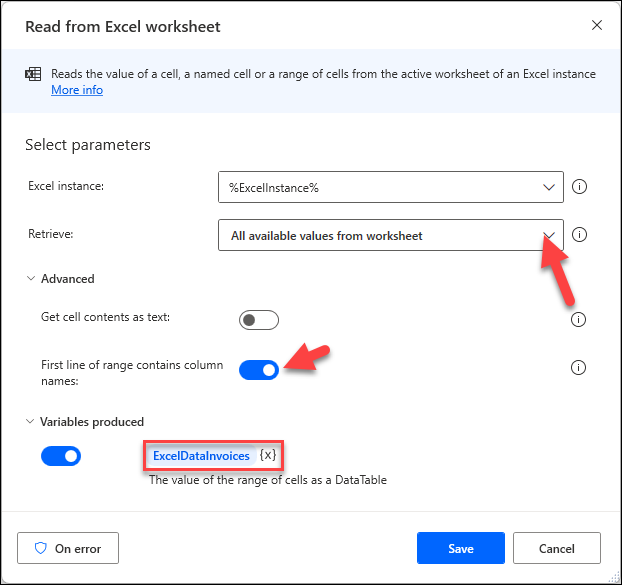 Read from Excel worksheet
Reads the value of a cell, a named cell or a range of cells from the active worksheet of an Excel instance
More info
Select parameters
Excel instance:
%ExcelInstance%
Retrieve:
All available values from worksheet
Advanced
Get cell contents as text:
First line of range contains column
names:
Variables produced
ExcelDataInvoices {x}
The value of the range of cells as a DataTable
On error
Save
Cancel